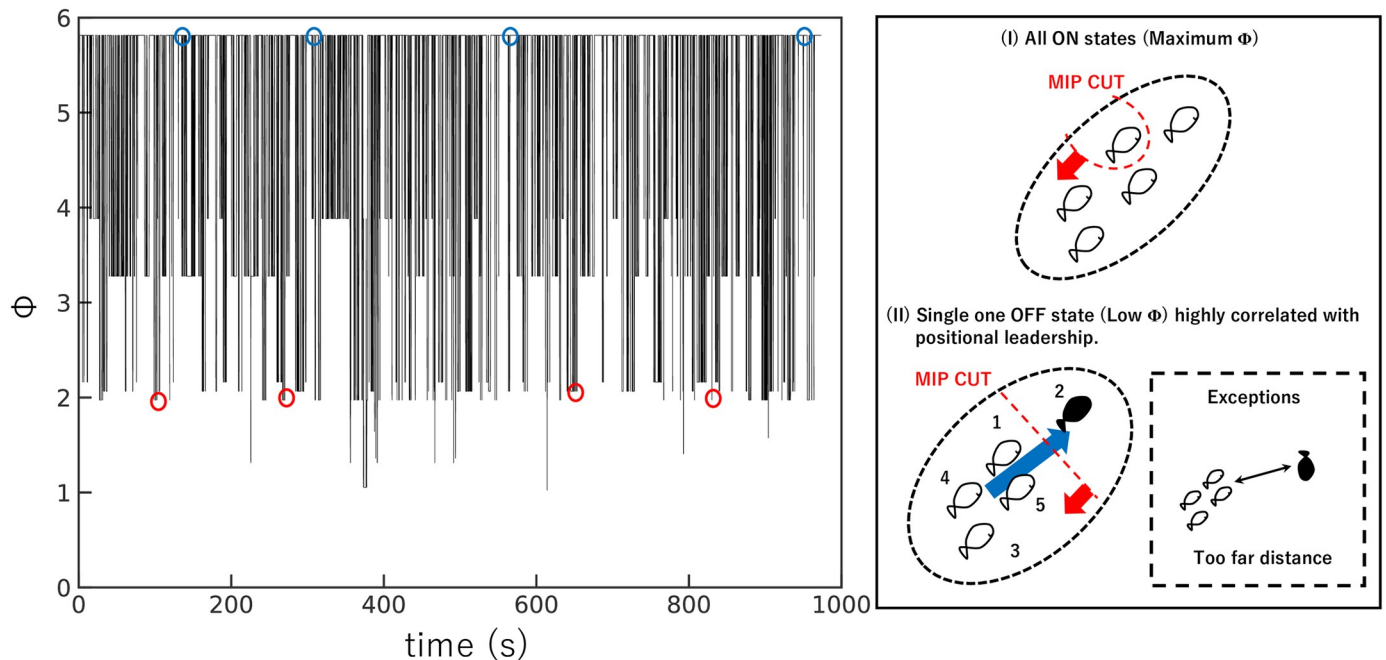 6
5
4
3
2
1
0
Φ
0 200 400 600 800 1000
time (s)
(I) All ON states (Maximum Φ)
MIP CUT
(II) Single one OFF state (Low Φ) highly correlated with
positional leadership.
MIP CUT
2
1
4
5
3
Exceptions
Too far distance